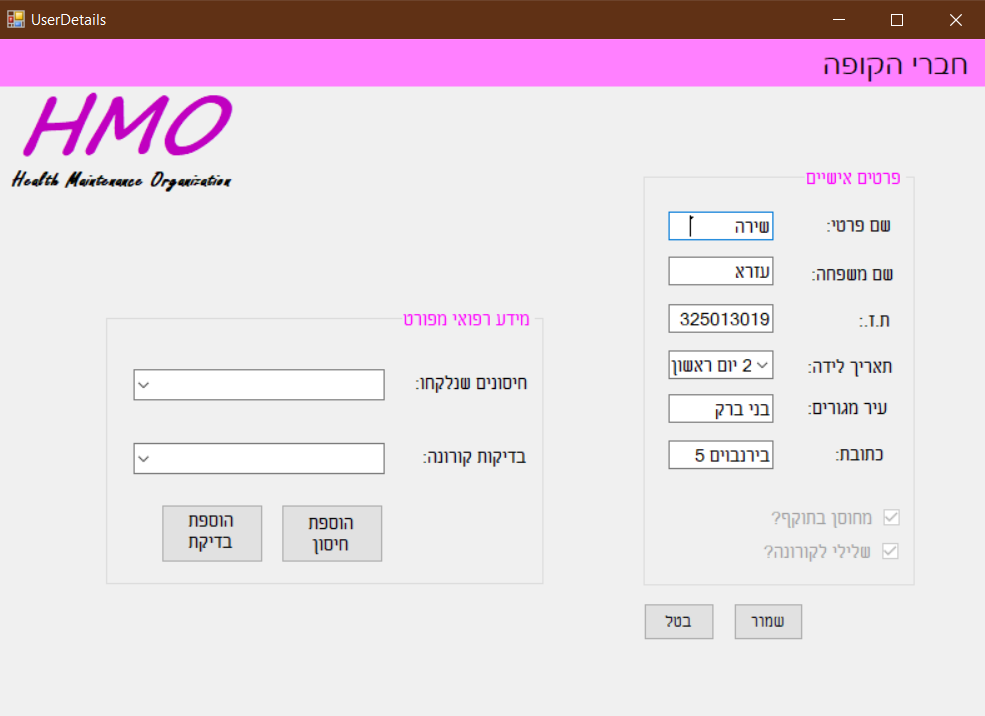 UserDetails
חברי הקופה
HMO
Health Maintenance Organization
פרטים אישיים
שם פרטי: שירה
שם משפחה: עזרא
ת.ז.: 325013019
תאריך לידה: 2 יום ראשון
עיר מגורים: בני ברק
כתובת: בירנבוים 5
מחוסן בתוקף?
שלילי לקורונה?
שמור
בטל
מידע רפואי מפורט
חיסונים שנלקחו:
בדיקות קורונה:
הוספת
חיסון
הוספת
בדיקת